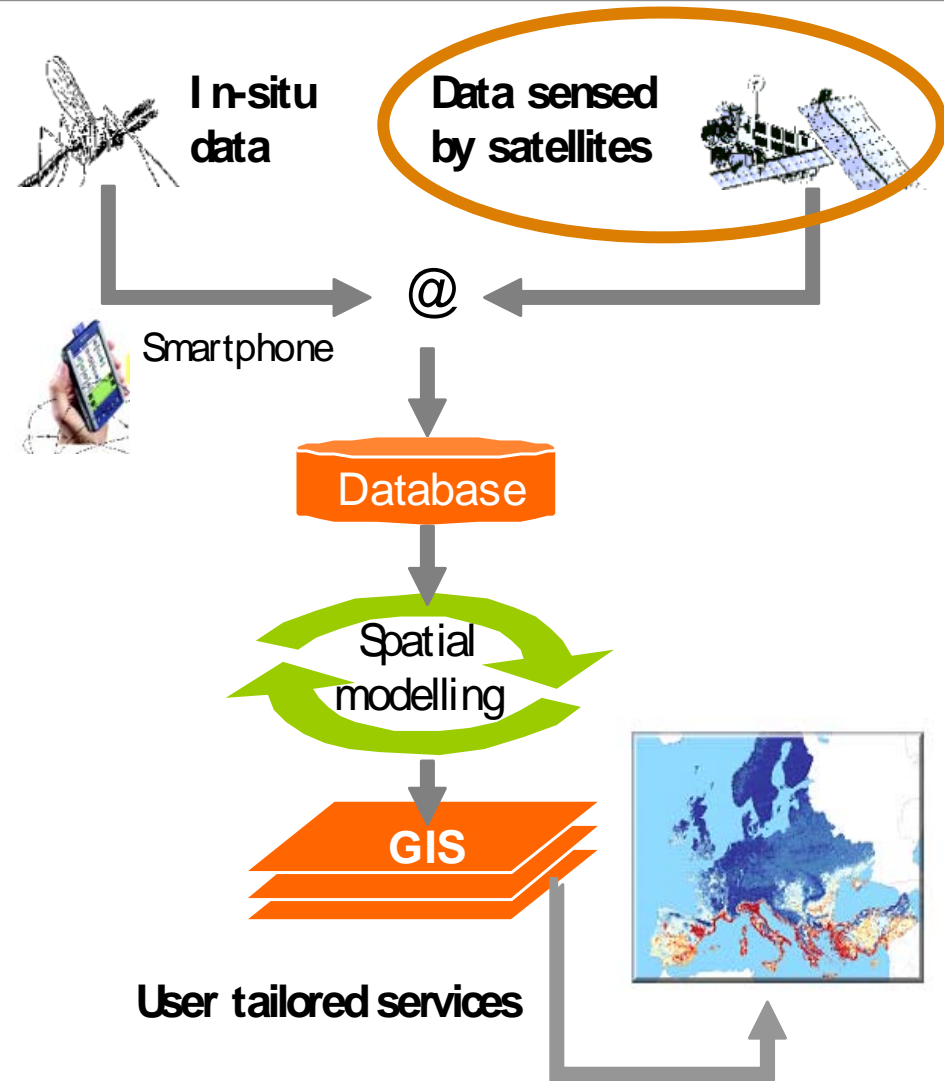 In-situ
data
Data sensed
by satellites
@
Smartphone
Database
Spatial
modelling
GIS
User tailored services